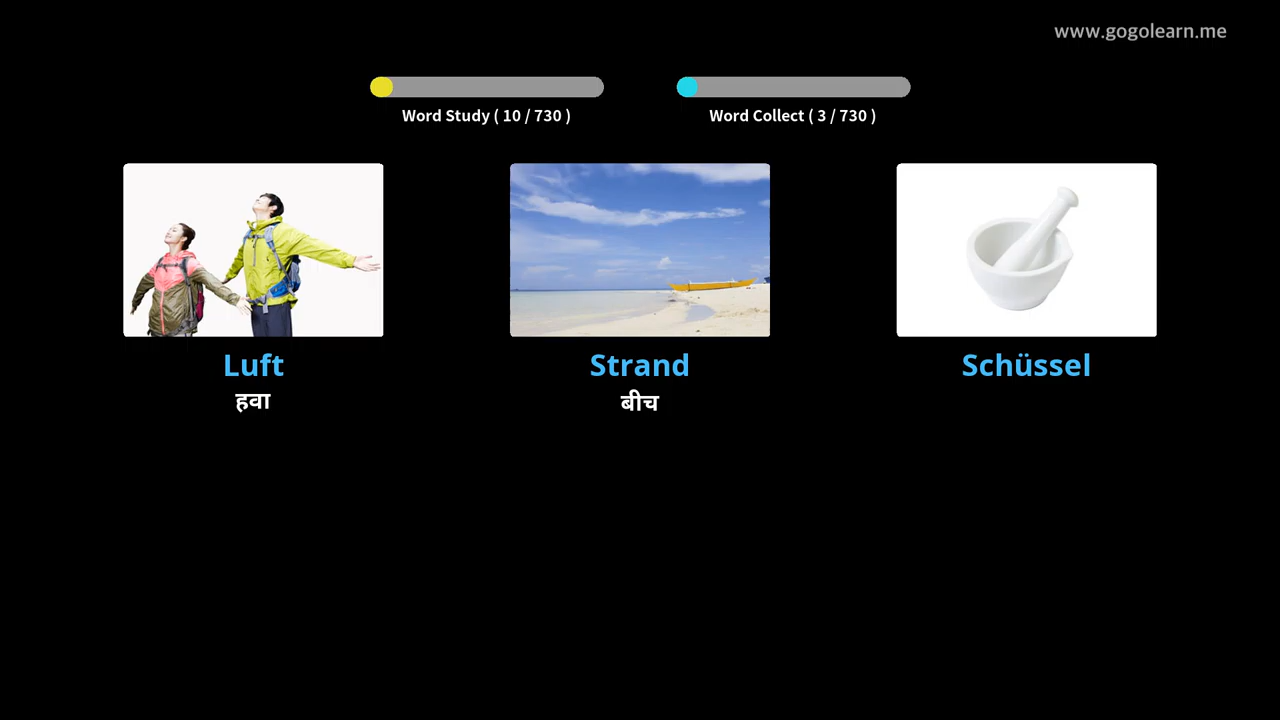 www.gogolearn.me
Word Study ( 10 / 730 )
Word Collect ( 3 / 730 )
Luft
Strand
Schüssel
हवा
बीच